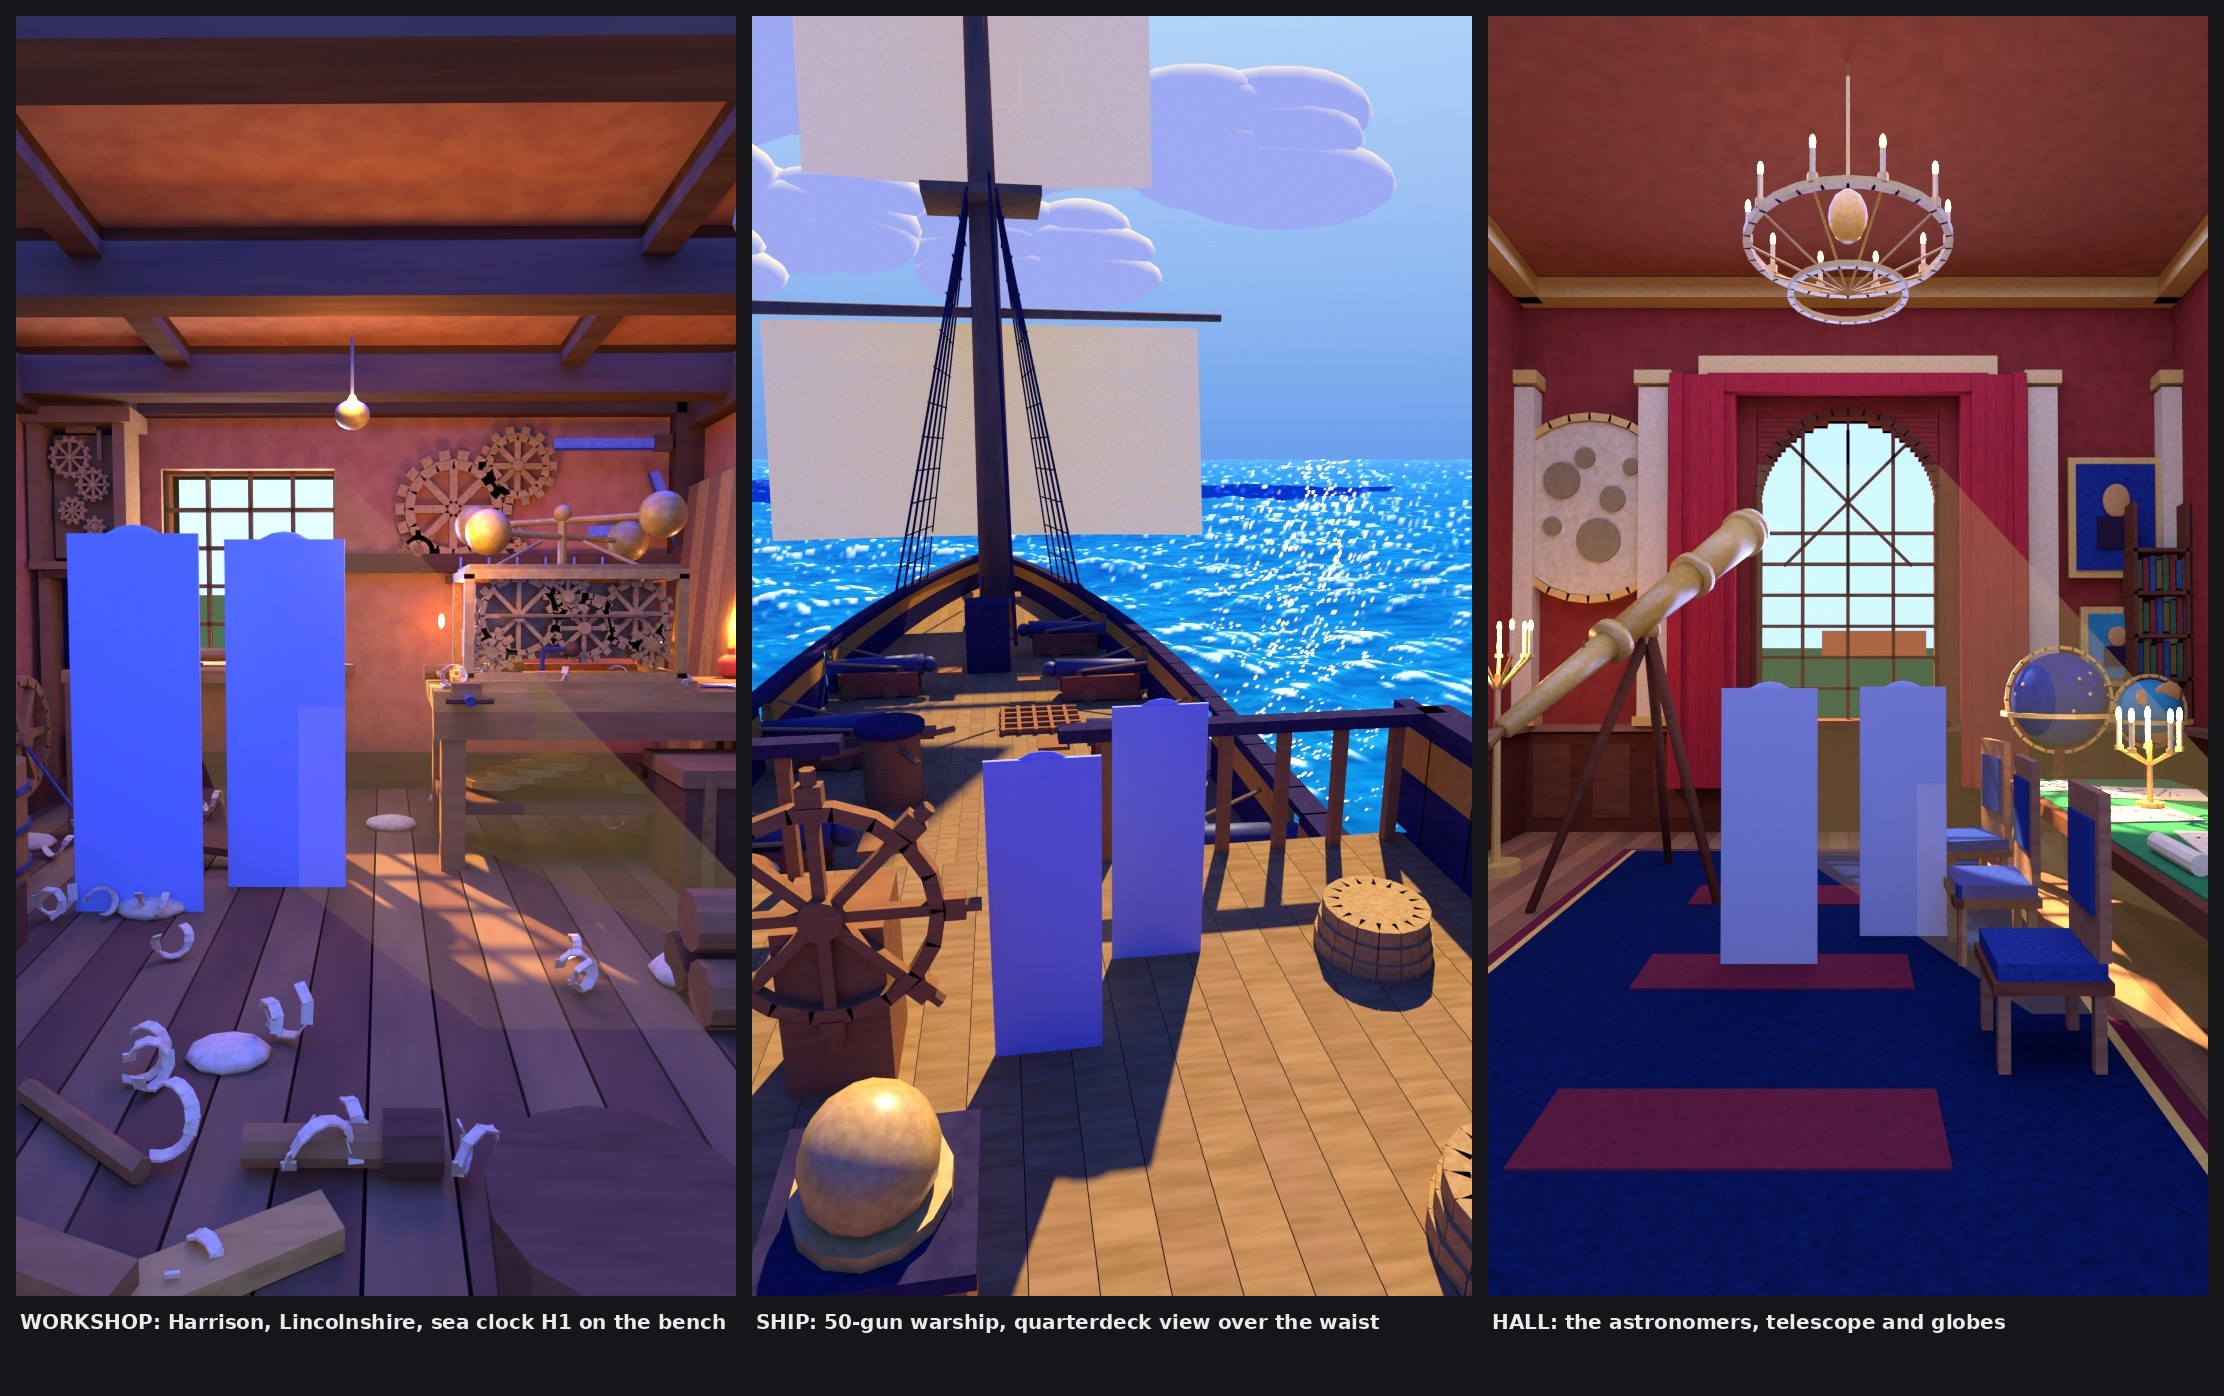 WORKSHOP: Harrison, Lincolnshire, sea clock H1 on the bench
SHIP: 50-gun warship, quarterdeck view over the waist
HALL: the astronomers, telescope and globes